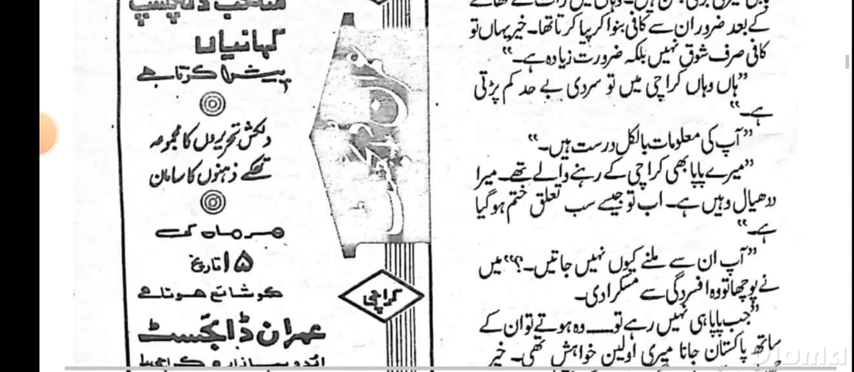 کے بعد ضرور ان سے کافی بنوا کر پیا کرتا تھا۔ خیر یہاں تو
کافی صرف شوق نہیں بلکہ ضرورت زیادہ ہے۔“
”ہاں وہاں کراچی میں تو سردی بے حد کم پڑتی
ہے۔“
”آپ کی معلومات بالکل درست ہیں۔“
”میرے پاپا بھی کراچی کے رہنے والے تھے۔ میرا
ددھیال وہیں ہے۔ اب تو جیسے سب تعلق ختم ہو گیا
ہے۔“
”آپ ان سے ملنے کیوں نہیں جاتیں۔؟“ میں
نے پوچھا تو وہ افسردگی سے مسکرا دی۔
”جب پاپا ہی نہیں رہے تو۔۔۔۔ وہ ہوتے تو ان کے
ساتھ پاکستان جانا میری اولین خواہش تھی۔ خیر
کہانیاں
پیش کرتا ہے
دلکش تحریروں کا مجموعہ
تھکے ذہنوں کا سامان
ہر ماہ کی
۱۵ تاریخ
کو شائع ہوتا ہے
عمران ڈائجسٹ
کراچی